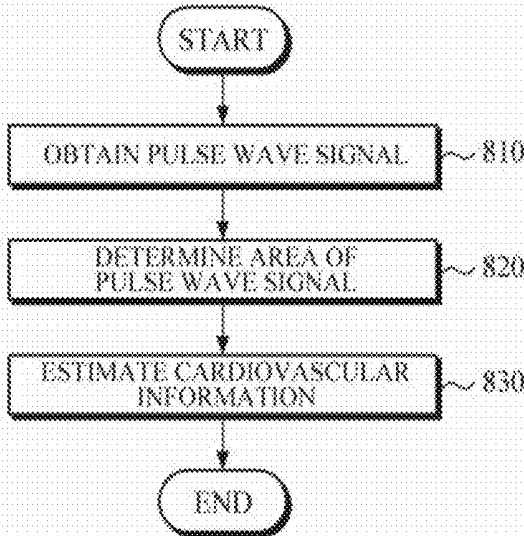 START
OBTAIN PULSE WAVE SIGNAL
810
DETERMINE AREA OF
PULSE WAVE SIGNAL
820
ESTIMATE CARDIOVASCULAR
INFORMATION
830
END